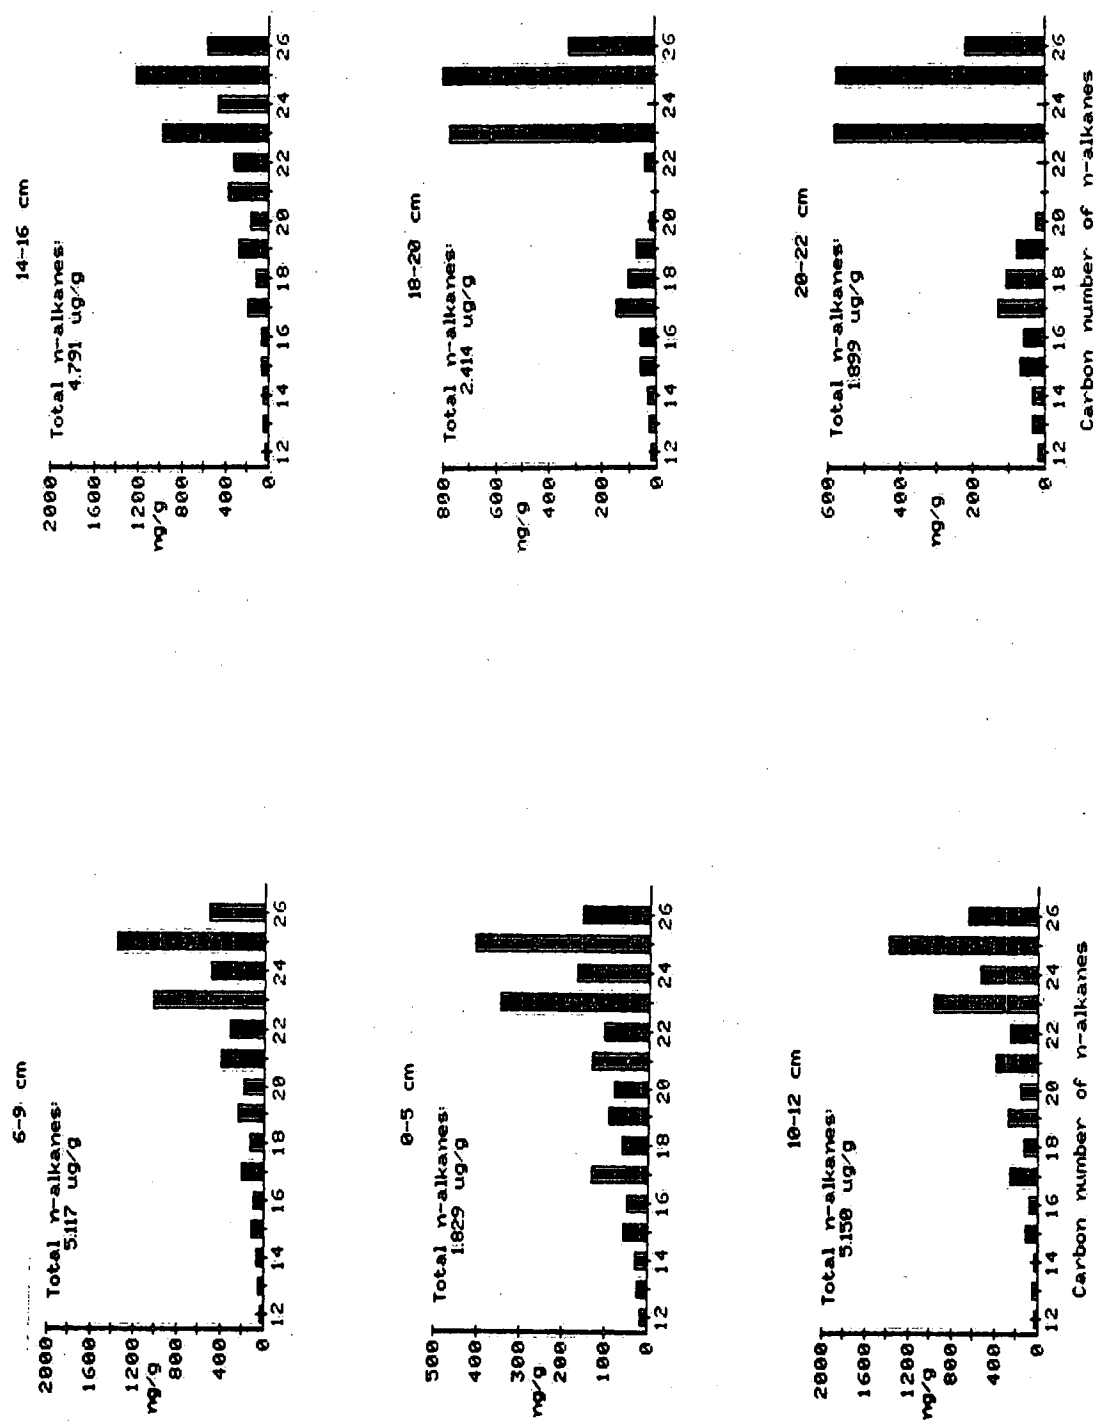 6-9 cm
Total n-alkanes:
5.117 ug/g
2000
1600
1200
800
400
0
ng/g
12 14 16 18 20 22 24 26
14-16 cm
Total n-alkanes:
4.791 ug/g
2000
1600
1200
800
400
0
ng/g
12 14 16 18 20 22 24 26
0-5 cm
Total n-alkanes:
1.829 ug/g
500
400
300
200
100
0
ng/g
12 14 16 18 20 22 24 26
18-20 cm
Total n-alkanes:
2.414 ug/g
800
600
400
200
0
ng/g
12 14 16 18 20 22 24 26
10-12 cm
Total n-alkanes:
5.150 ug/g
2000
1600
1200
800
400
0
ng/g
12 14 16 18 20 22 24 26
Carbon number of n-alkanes
20-22 cm
Total n-alkanes:
1.899 ug/g
600
400
200
0
ng/g
12 14 16 18 20 22 24 26
Carbon number of n-alkanes